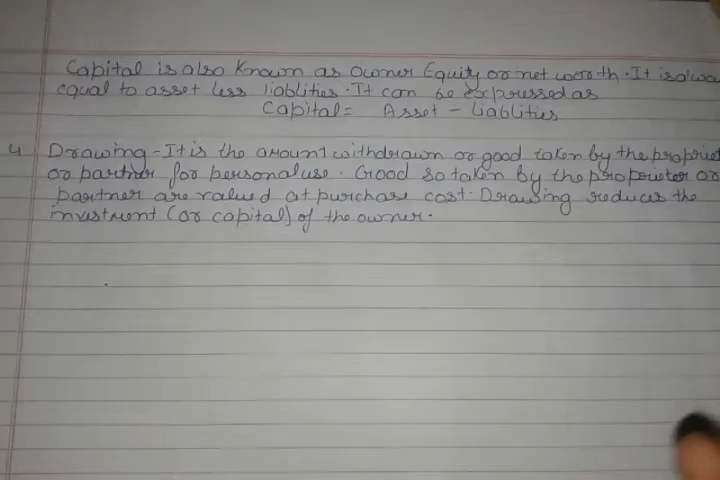 Capital is also known as owner Equity or net worth. It is alwa
equal to asset less liablities. It can be expressed as
Capital = Asset - Liablities
4 Drawing - It is the amount withdrawn or good taken by the propriet
or partner for personal use. Good so taken by the proprietor or
partner are valued at purchase cost. Drawing reduces the
investment (or capital) of the owner.